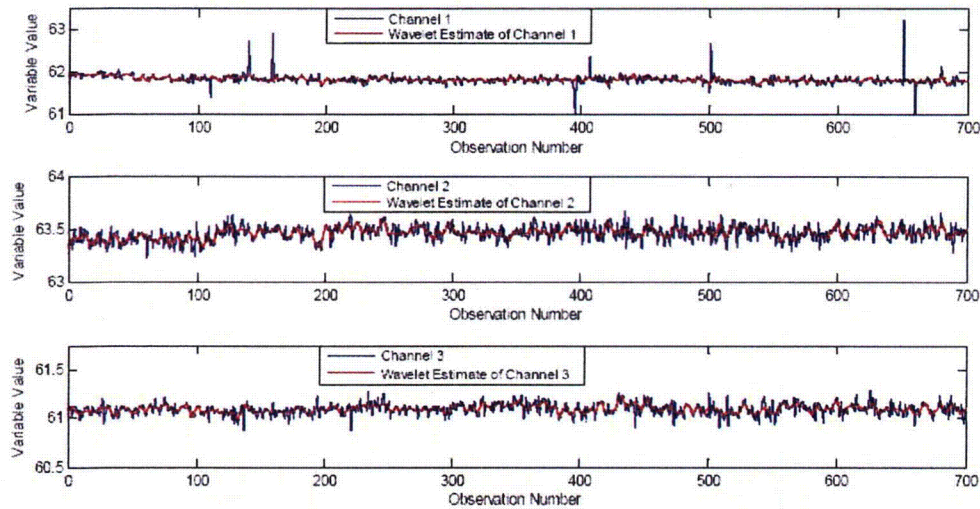 63
62
61
Variable Value
Channel 1
Wavelet Estimate of Channel 1
0 100 200 300 400 500 600 700
Observation Number
64
63.5
63
Variable Value
Channel 2
Wavelet Estimate of Channel 2
0 100 200 300 400 500 600 700
Observation Number
61.5
61
60.5
Variable Value
Channel 3
Wavelet Estimate of Channel 3
0 100 200 300 400 500 600 700
Observation Number